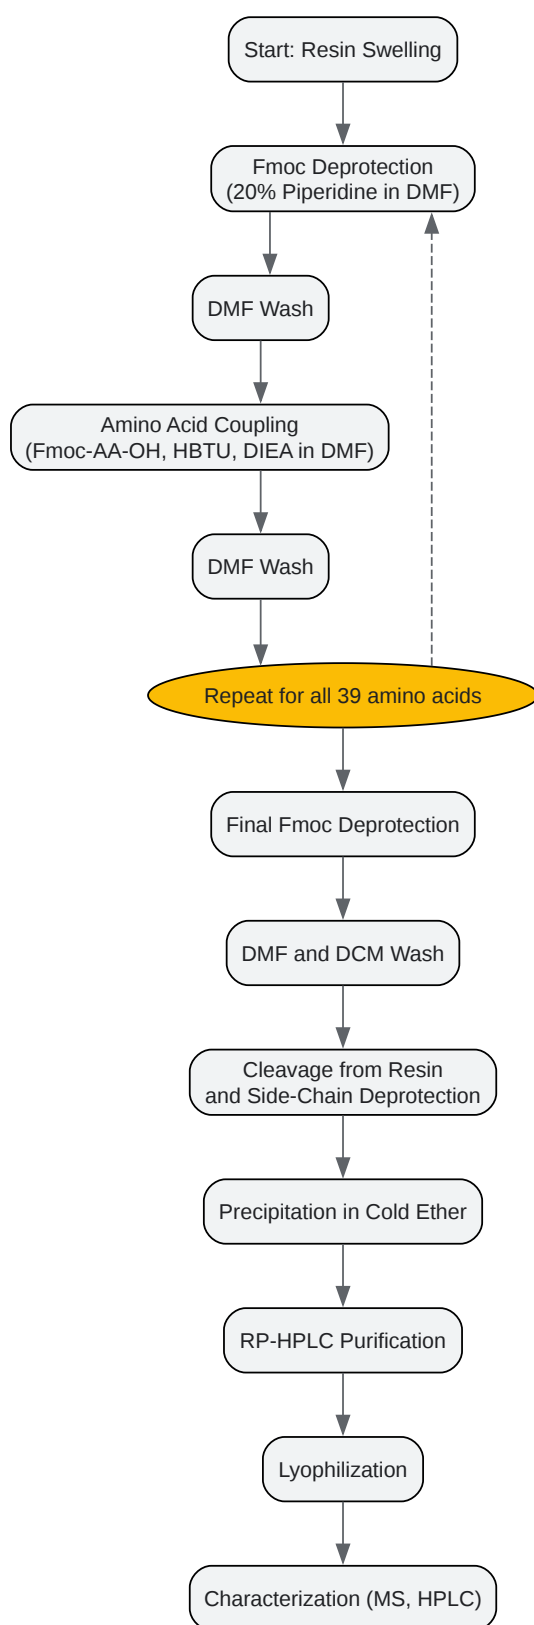 Start: Resin Swelling
Fmoc Deprotection
(20% Piperidine in DMF)
DMF Wash
Amino Acid Coupling
(Fmoc-AA-OH, HBTU, DIEA in DMF)
DMF Wash
Repeat for all 39 amino acids
Final Fmoc Deprotection
DMF and DCM Wash
Cleavage from Resin
and Side-Chain Deprotection
Precipitation in Cold Ether
RP-HPLC Purification
Lyophilization
Characterization (MS, HPLC)